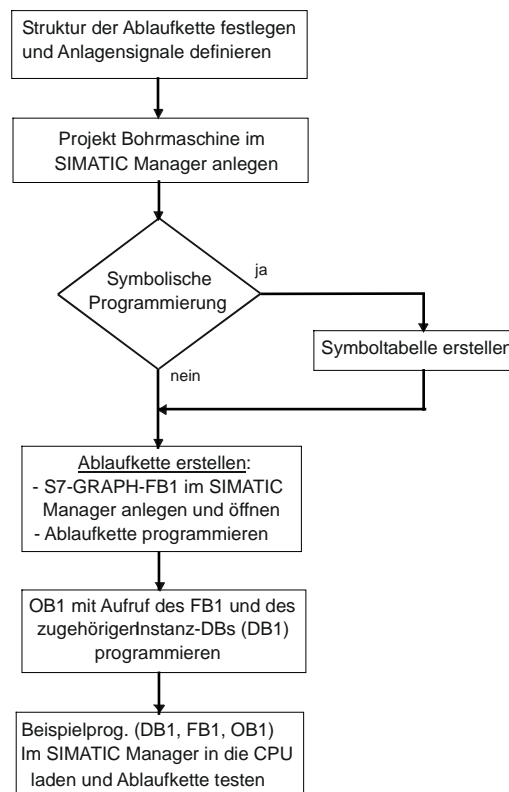 Struktur der Ablaufkette festlegen
und Anlagensignale definieren
Projekt Bohrmaschine im
SIMATIC Manager anlegen
Symbolische
Programmierung
ja
Symboltabelle erstellen
nein
Ablaufkette erstellen:
- S7-GRAPH-FB1 im SIMATIC
Manager anlegen und öffnen
- Ablaufkette programmieren
OB1 mit Aufruf des FB1 und des
zugehörigenInstanz-DBs (DB1)
programmieren
Beispielprog. (DB1, FB1, OB1)
Im SIMATIC Manager in die CPU
laden und Ablaufkette testen